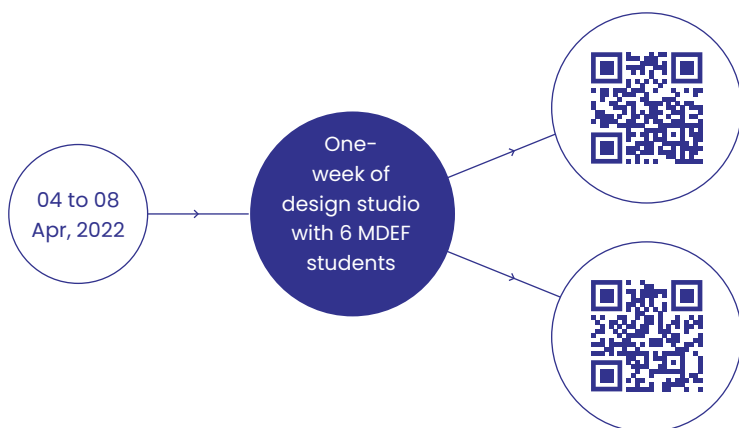 04 to 08
Apr, 2022
One-
week of
design studio
with 6 MDEF
students